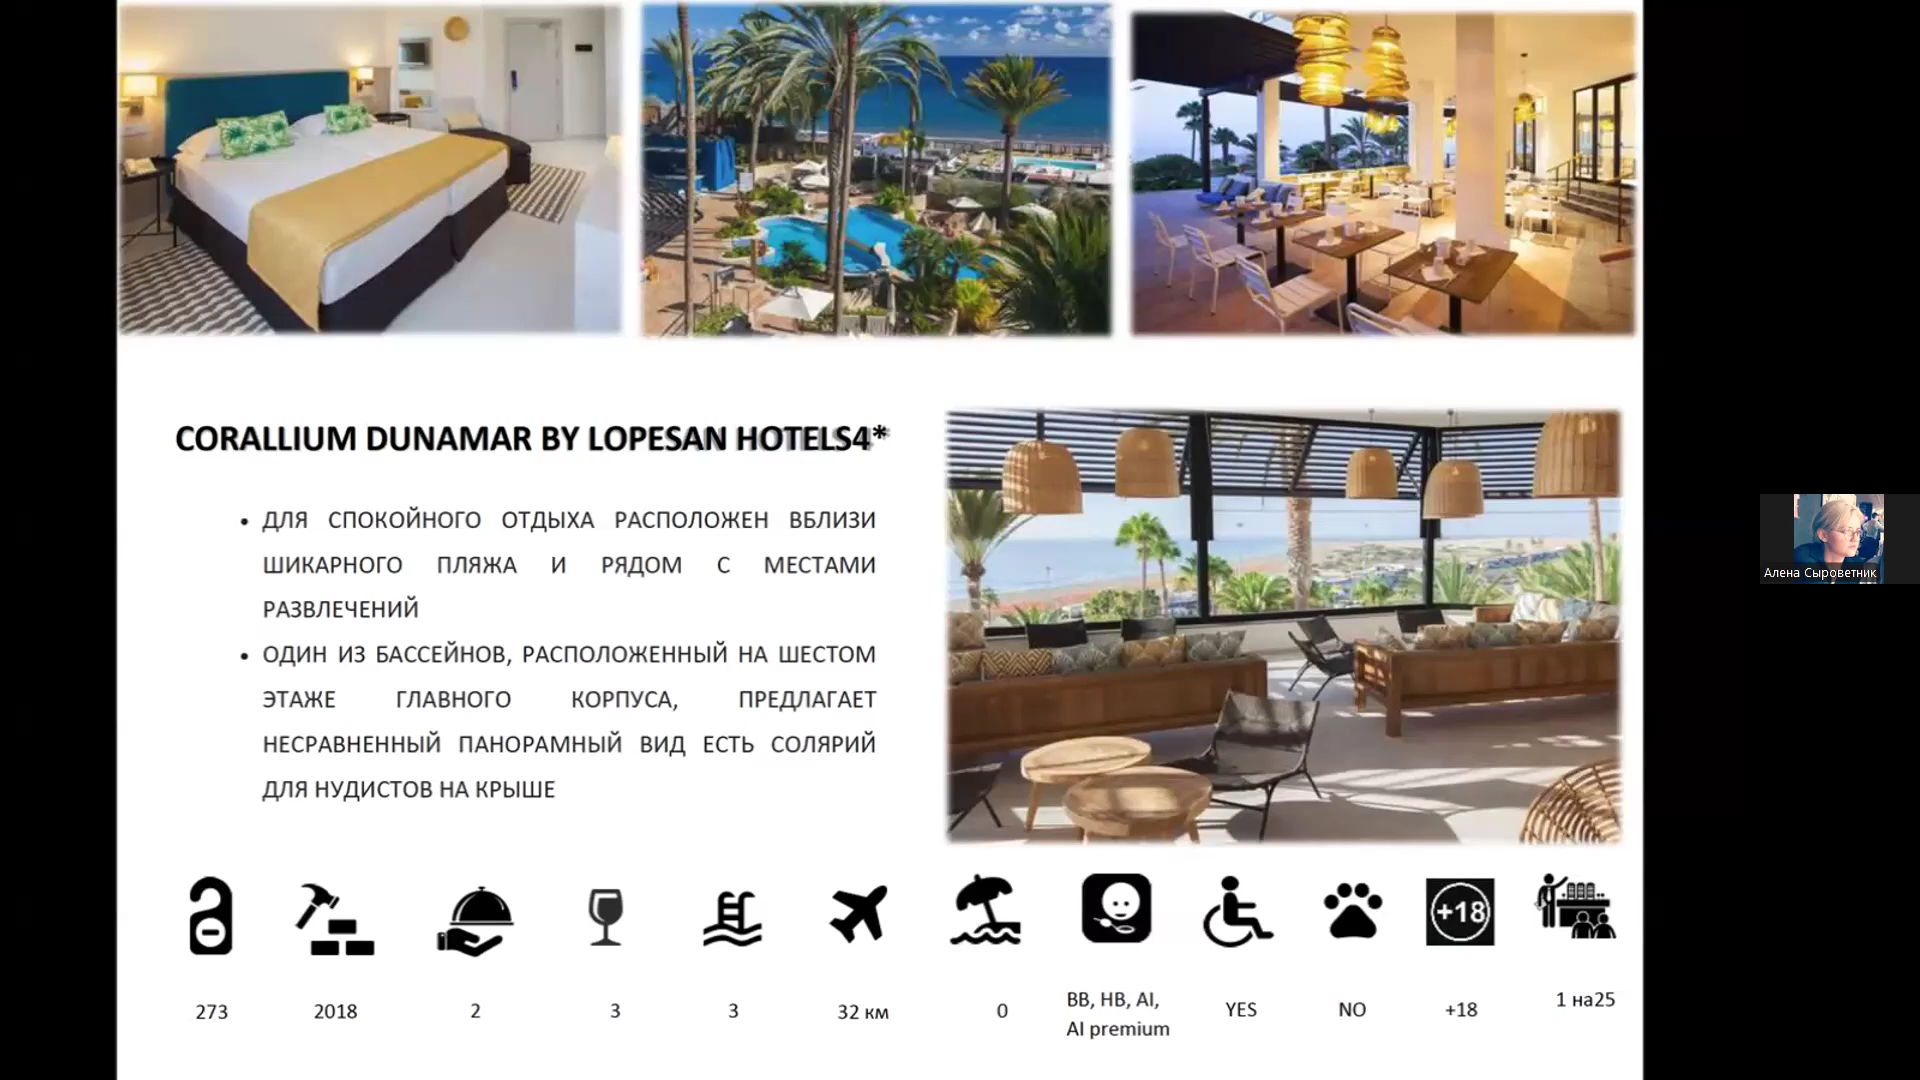 CORALLIUM DUNAMAR BY LOPESAN HOTELS4*
• ДЛЯ СПОКОЙНОГО ОТДЫХА РАСПОЛОЖЕН ВБЛИЗИ
ШИКАРНОГО ПЛЯЖА И РЯДОМ С МЕСТАМИ
РАЗВЛЕЧЕНИЙ
• ОДИН ИЗ БАССЕЙНОВ, РАСПОЛОЖЕННЫЙ НА ШЕСТОМ
ЭТАЖЕ ГЛАВНОГО КОРПУСА, ПРЕДЛАГАЕТ
НЕСРАВНЕННЫЙ ПАНОРАМНЫЙ ВИД ЕСТЬ СОЛЯРИЙ
ДЛЯ НУДИСТОВ НА КРЫШЕ
Алена Сыроветник
+18
273 2018 2 3 3 32 км 0 BB, HB, AI, YES NO +18 1 на25
AI premium